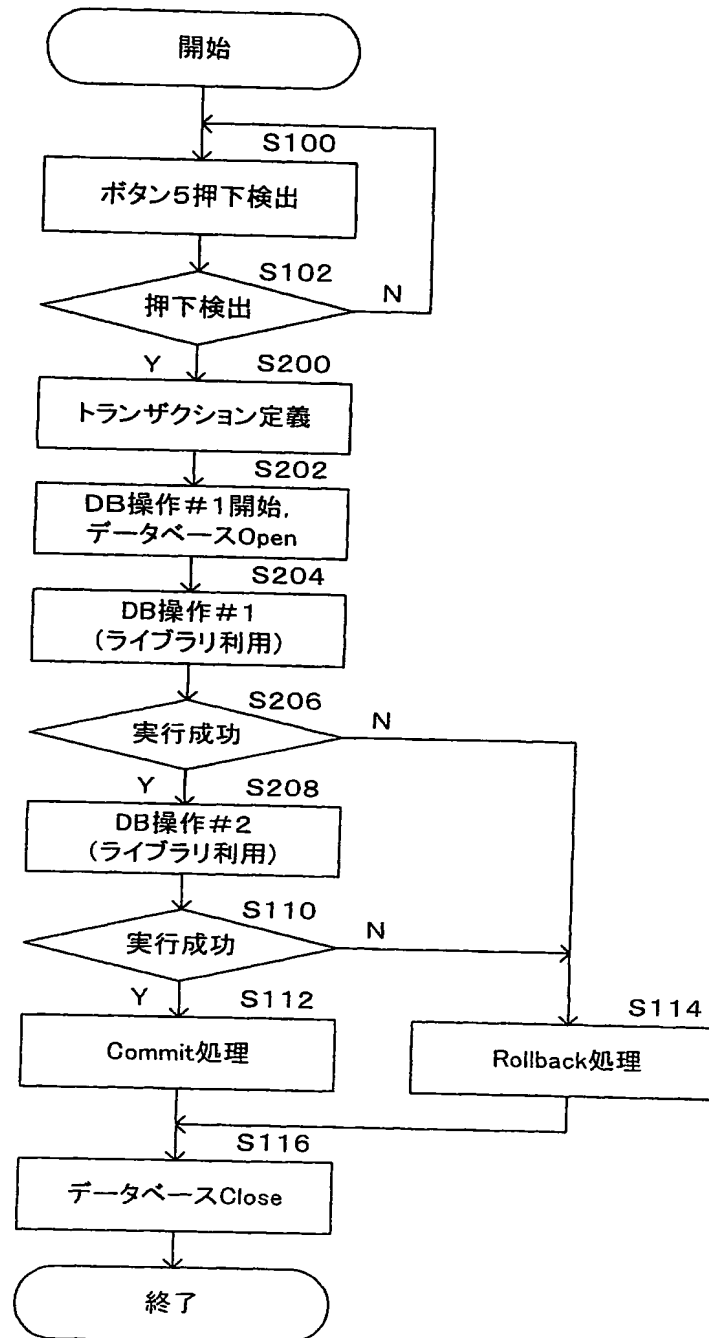 開始
S100
ボタン5押下検出
S102
押下検出
N
Y
S200
トランザクション定義
S202
DB操作#1開始,
データベースOpen
S204
DB操作#1
(ライブラリ利用)
S206
実行成功
N
Y
S208
DB操作#2
(ライブラリ利用)
S110
実行成功
N
Y
S112
Commit処理
S114
Rollback処理
S116
データベースClose
終了